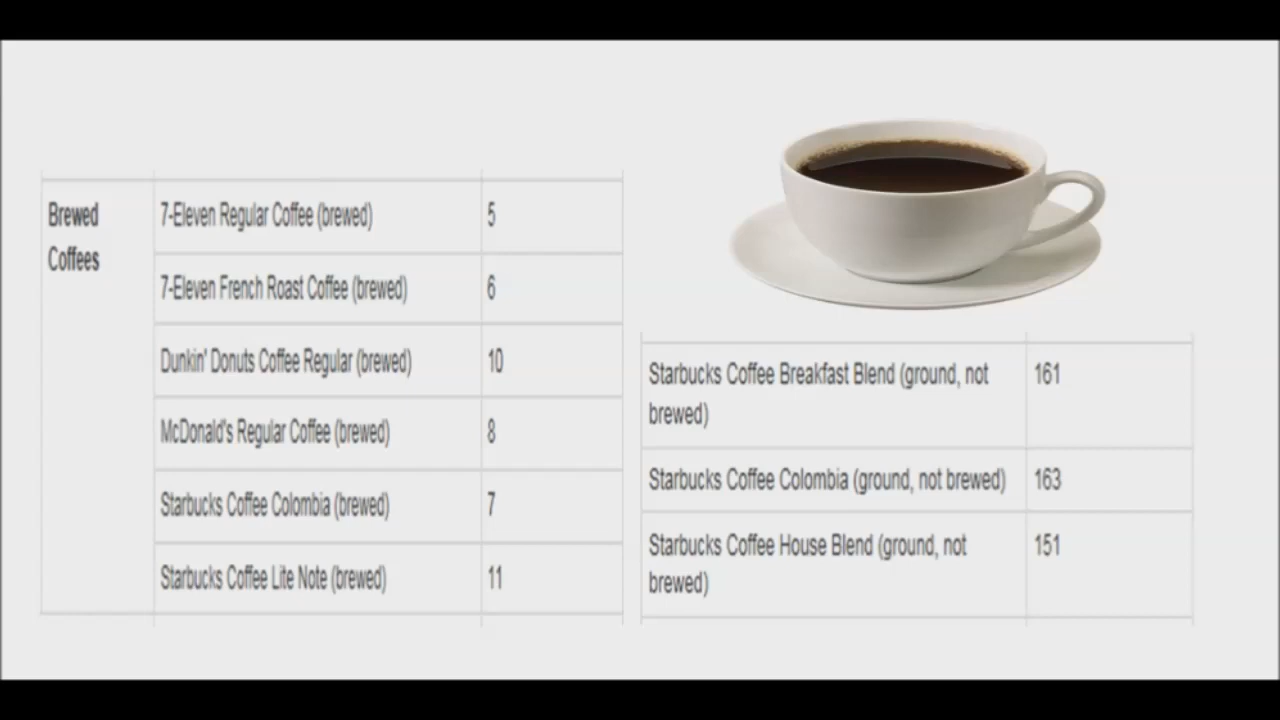 Brewed
Coffees
7-Eleven Regular Coffee (brewed) 5
7-Eleven French Roast Coffee (brewed) 6
Dunkin' Donuts Coffee Regular (brewed) 10
McDonald's Regular Coffee (brewed) 8
Starbucks Coffee Colombia (brewed) 7
Starbucks Coffee Lite Note (brewed) 11
Starbucks Coffee Breakfast Blend (ground, not 161
brewed)
Starbucks Coffee Colombia (ground, not brewed) 163
Starbucks Coffee House Blend (ground, not 151
brewed)